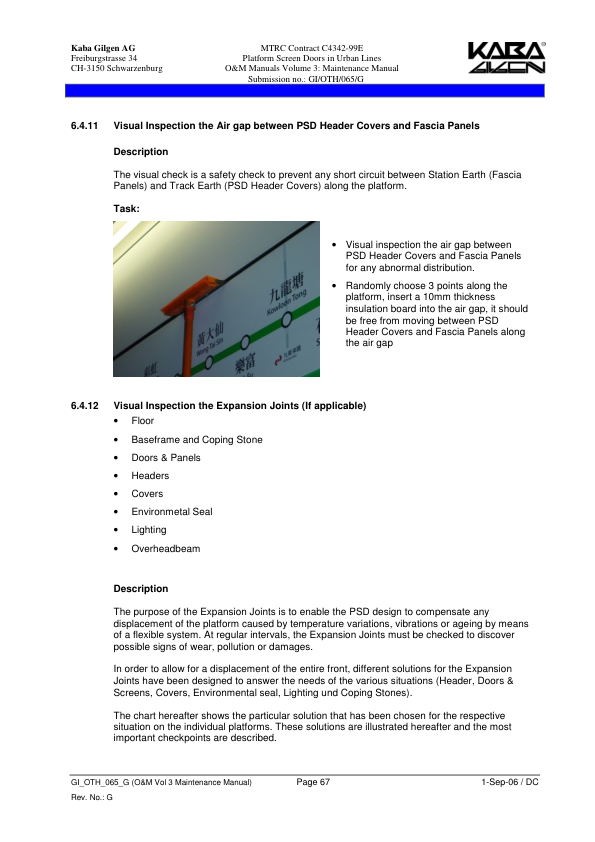 Kaba Gilgen AG
Freiburgstrasse 34
CH-3150 Schwarzenburg
MTRC Contract C4342-99E
Platform Screen Doors in Urban Lines
O&M Manuals Volume 3: Maintenance Manual
Submission no.: GI/OTH/065/G
KABA
GILGEN
6.4.11 Visual Inspection the Air gap between PSD Header Covers and Fascia Panels
Description
The visual check is a safety check to prevent any short circuit between Station Earth (Fascia
Panels) and Track Earth (PSD Header Covers) along the platform.
Task:
九龍塘
Kowloon Tong
黃大仙
Wong Tai Sin
彩虹
樂富
• Visual inspection the air gap between
PSD Header Covers and Fascia Panels
for any abnormal distribution.
• Randomly choose 3 points along the
platform, insert a 10mm thickness
insulation board into the air gap, it should
be free from moving between PSD
Header Covers and Fascia Panels along
the air gap
6.4.12 Visual Inspection the Expansion Joints (If applicable)
• Floor
• Baseframe and Coping Stone
• Doors & Panels
• Headers
• Covers
• Environmetal Seal
• Lighting
• Overheadbeam
Description
The purpose of the Expansion Joints is to enable the PSD design to compensate any
displacement of the platform caused by temperature variations, vibrations or ageing by means
of a flexible system. At regular intervals, the Expansion Joints must be checked to discover
possible signs of wear, pollution or damages.
In order to allow for a displacement of the entire front, different solutions for the Expansion
Joints have been designed to answer the needs of the various situations (Header, Doors &
Screens, Covers, Environmental seal, Lighting und Coping Stones).
The chart hereafter shows the particular solution that has been chosen for the respective
situation on the individual platforms. These solutions are illustrated hereafter and the most
important checkpoints are described.
GI_OTH_065_G (O&M Vol 3 Maintenance Manual) Page 67 1-Sep-06 / DC
Rev. No.: G